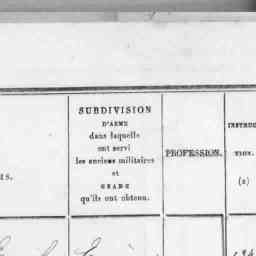 SUBDIVISION
D'ARME
dans laquelle
ont servi
les anciens militaires
et
GRADE
qu'ils ont obtenu.
PROFESSION.
INSTRUC
TION.
(2)